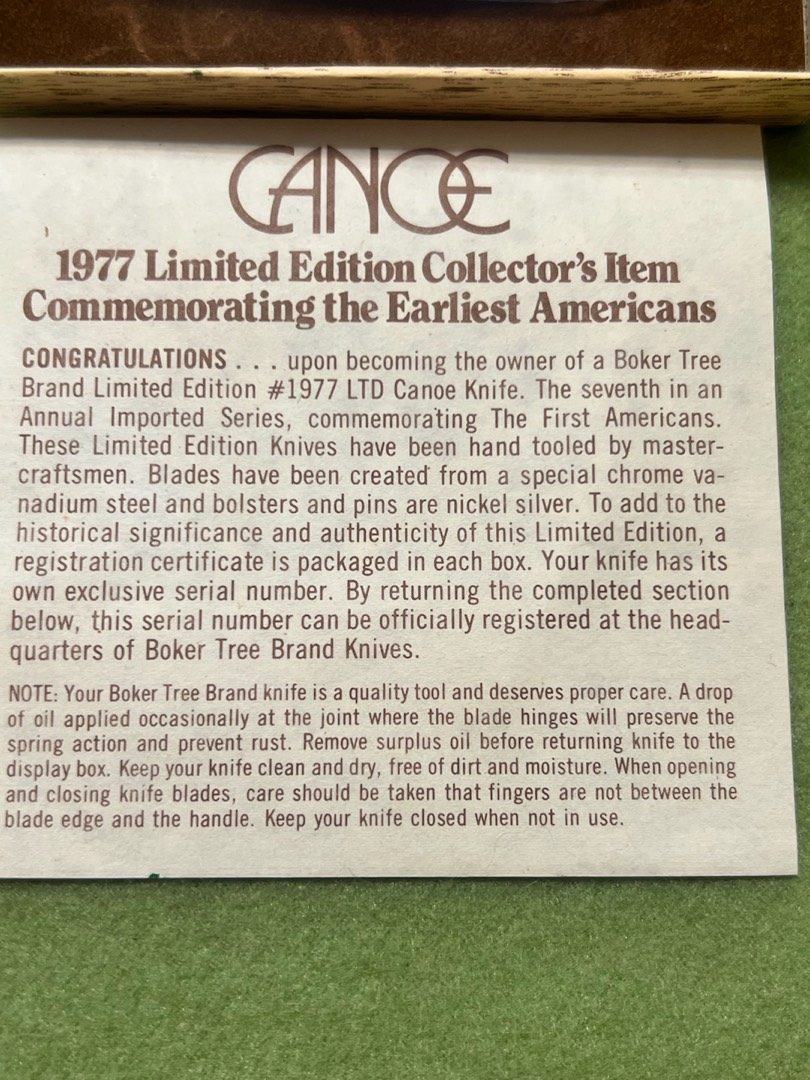 CANOE
1977 Limited Edition Collector's Item
Commemorating the Earliest Americans
CONGRATULATIONS . . . upon becoming the owner of a Boker Tree
Brand Limited Edition #1977 LTD Canoe Knife. The seventh in an
Annual Imported Series, commemorating The First Americans.
These Limited Edition Knives have been hand tooled by master-
craftsmen. Blades have been created from a special chrome va-
nadium steel and bolsters and pins are nickel silver. To add to the
historical significance and authenticity of this Limited Edition, a
registration certificate is packaged in each box. Your knife has its
own exclusive serial number. By returning the completed section
below, this serial number can be officially registered at the head-
quarters of Boker Tree Brand Knives.
NOTE: Your Boker Tree Brand knife is a quality tool and deserves proper care. A drop
of oil applied occasionally at the joint where the blade hinges will preserve the
spring action and prevent rust. Remove surplus oil before returning knife to the
display box. Keep your knife clean and dry, free of dirt and moisture. When opening
and closing knife blades, care should be taken that fingers are not between the
blade edge and the handle. Keep your knife closed when not in use.